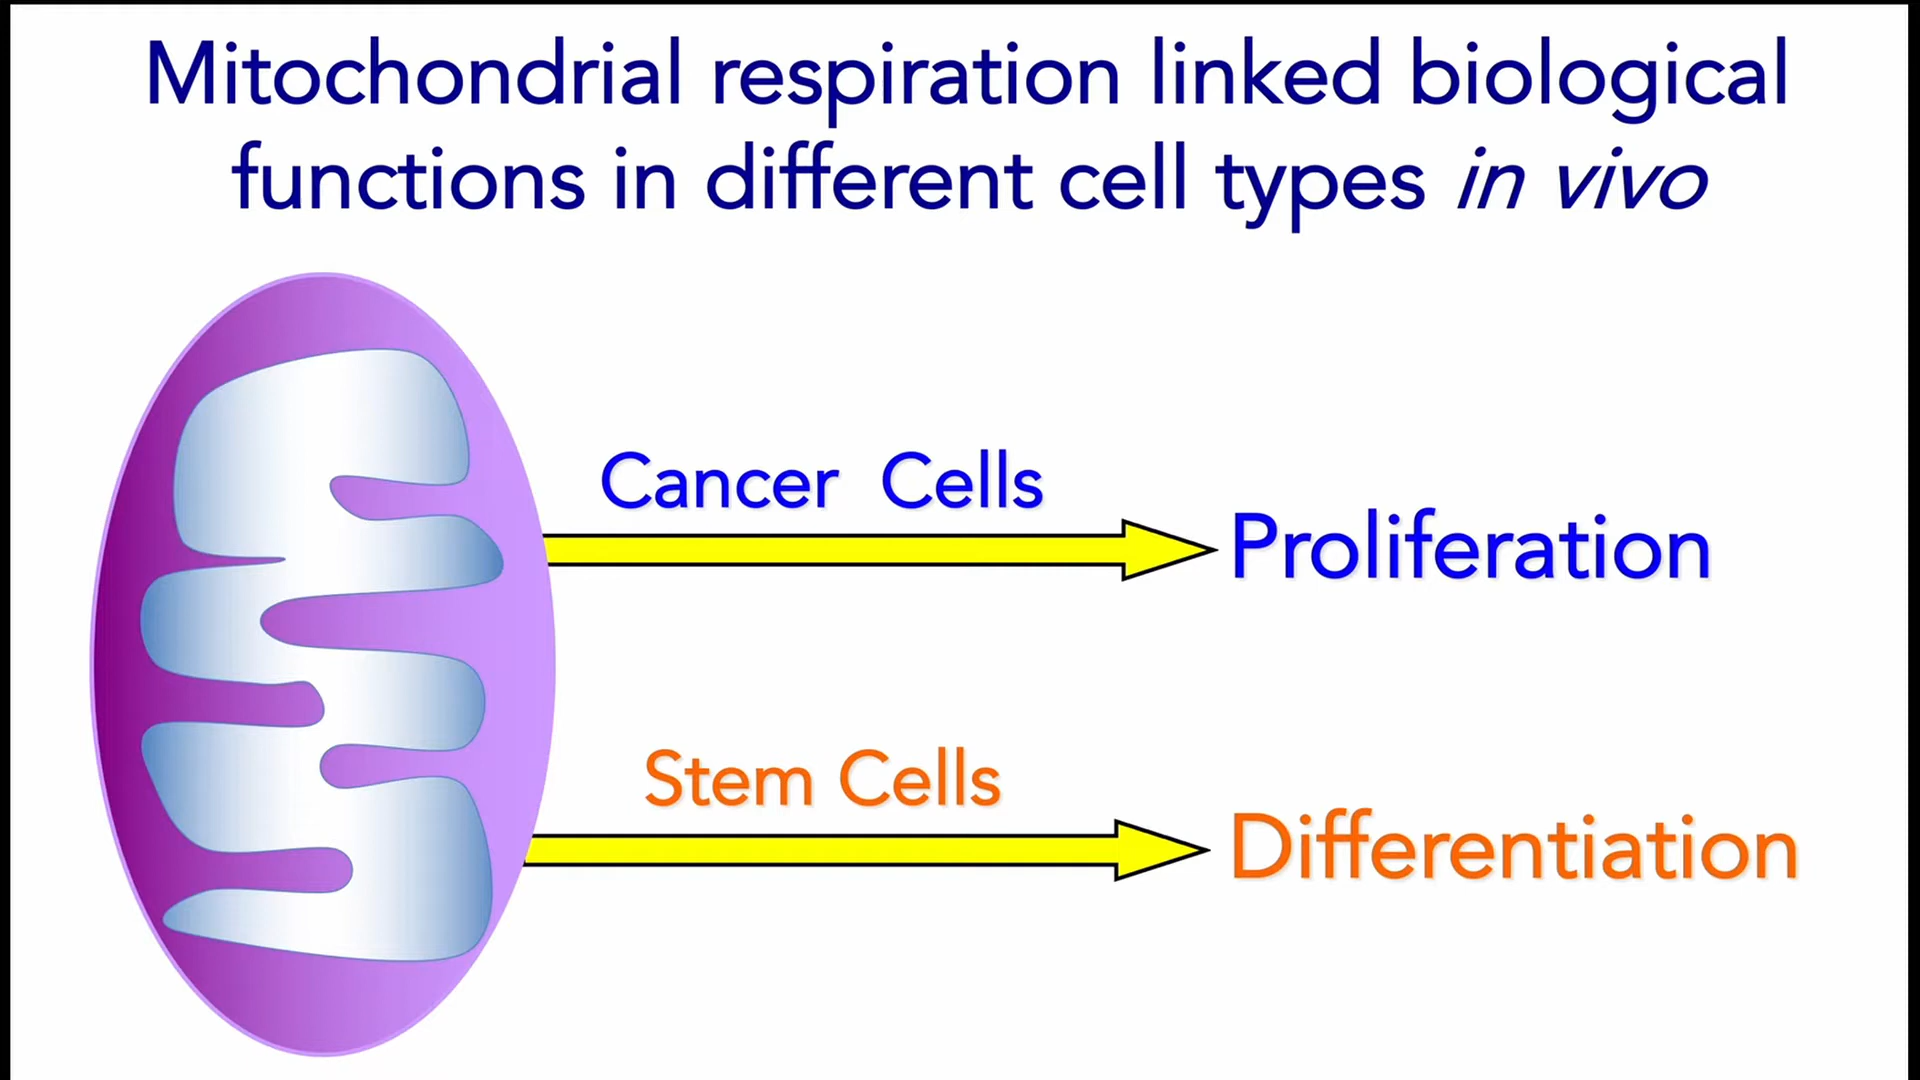 Mitochondrial respiration linked biological
functions in different cell types in vivo
Cancer Cells
Proliferation
Stem Cells
Differentiation